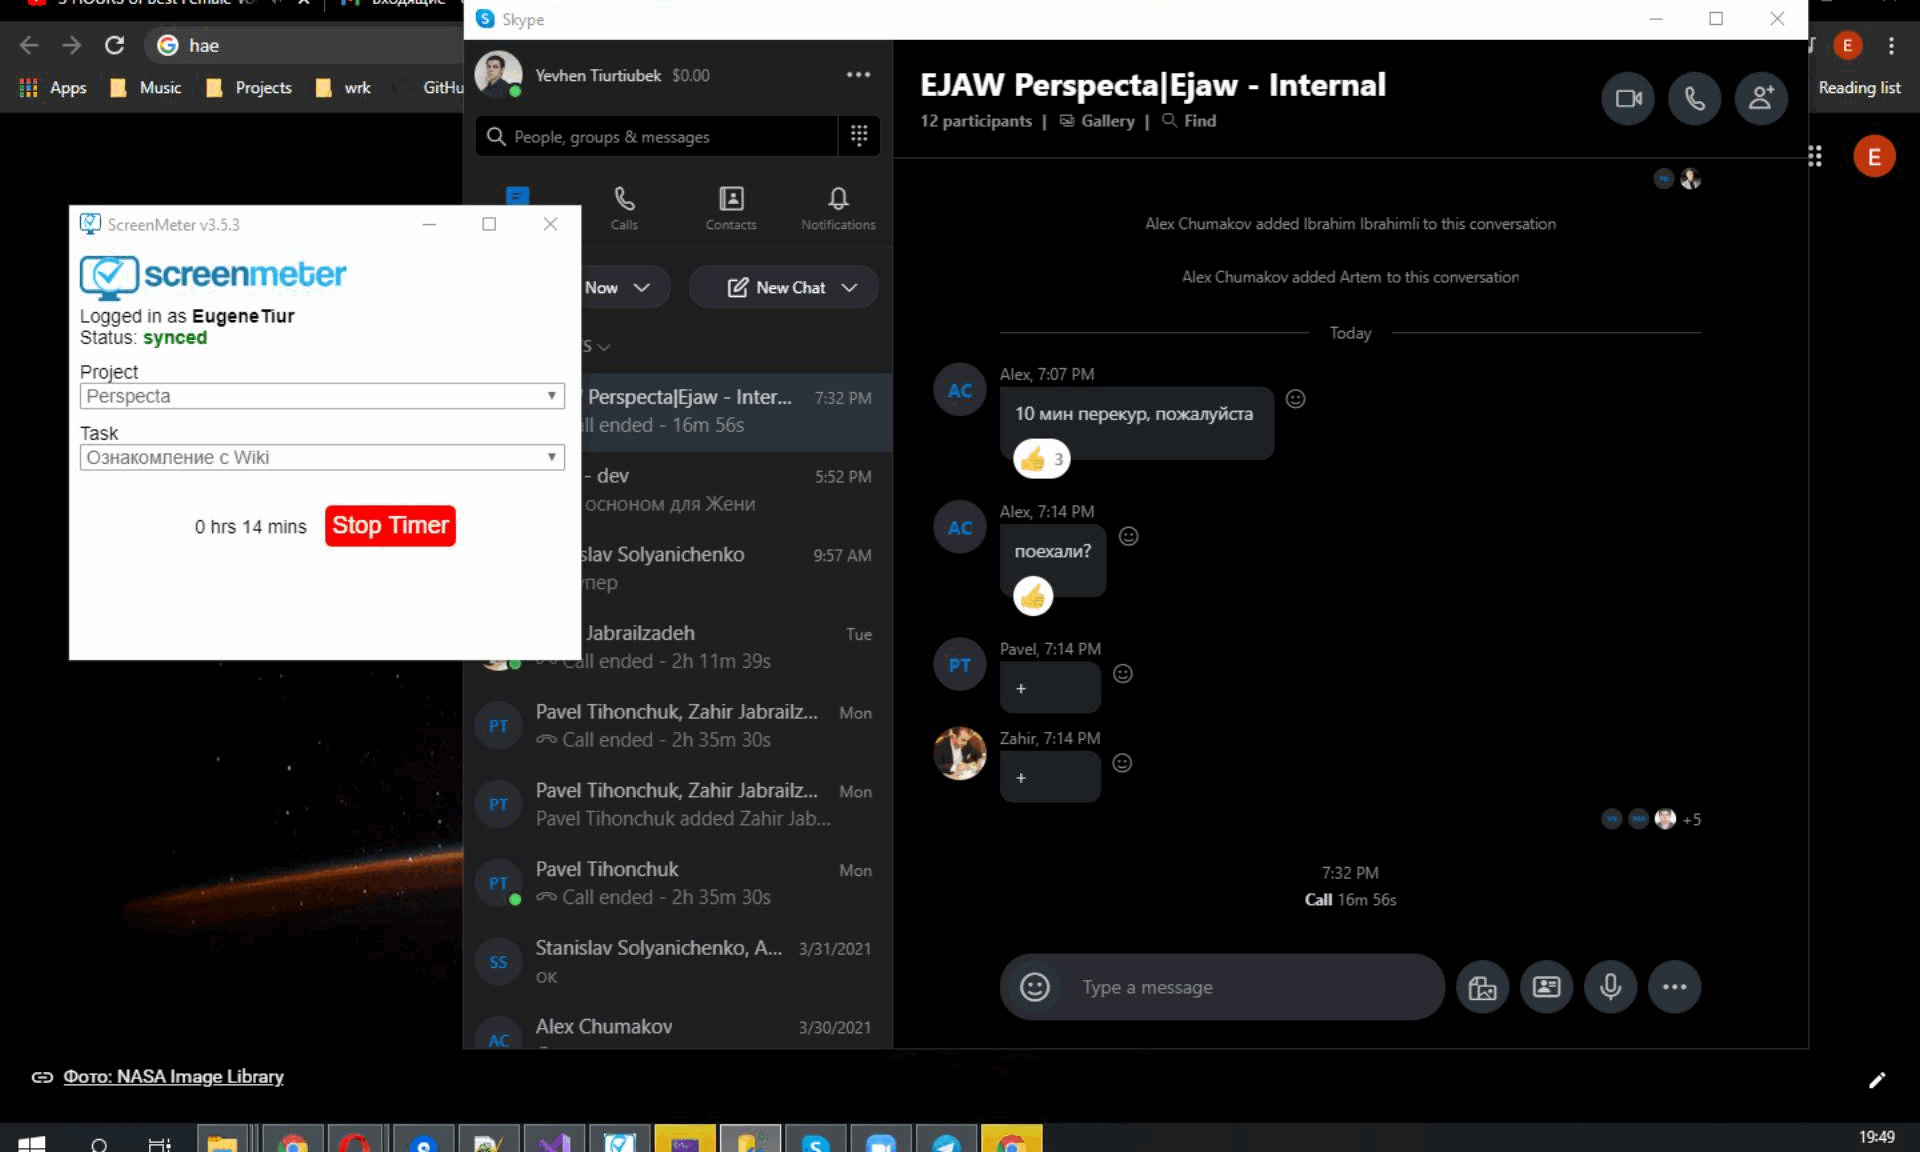 Skype
hae
Apps
Music
Projects
wrk
GitHu
Reading list
E
E
Yevhen Tiurtiubek $0.00
People, groups & messages
Calls
Contacts
Notifications
Now
New Chat
Perspecta|Ejaw - Inter... 7:32 PM
ll ended - 16m 56s
- dev 5:52 PM
осноном для Жени
slav Solyanichenko 9:57 AM
Jabrailzadeh Tue
Call ended - 2h 11m 39s
PT
Pavel Tihonchuk, Zahir Jabrailz... Mon
Call ended - 2h 35m 30s
PT
Pavel Tihonchuk, Zahir Jabrailz... Mon
Pavel Tihonchuk added Zahir Jab...
PT
Pavel Tihonchuk Mon
Call ended - 2h 35m 30s
SS
Stanislav Solyanichenko, A... 3/31/2021
ок
AC
Alex Chumakov 3/30/2021
ScreenMeter v3.5.3
screenmeter
Logged in as EugeneTiur
Status: synced
Project
Perspecta
Task
Ознакомление с Wiki
0 hrs 14 mins Stop Timer
EJAW Perspecta|Ejaw - Internal
12 participants | Gallery | Find
Alex Chumakov added Ibrahim Ibrahimli to this conversation
Alex Chumakov added Artem to this conversation
Today
AC
Alex, 7:07 PM
10 мин перекур, пожалуйста
3
AC
Alex, 7:14 PM
поехали?
PT
Pavel, 7:14 PM
+
Zahir, 7:14 PM
+
+5
7:32 PM
Call 16m 56s
Type a message
Фото: NASA Image Library
19:49